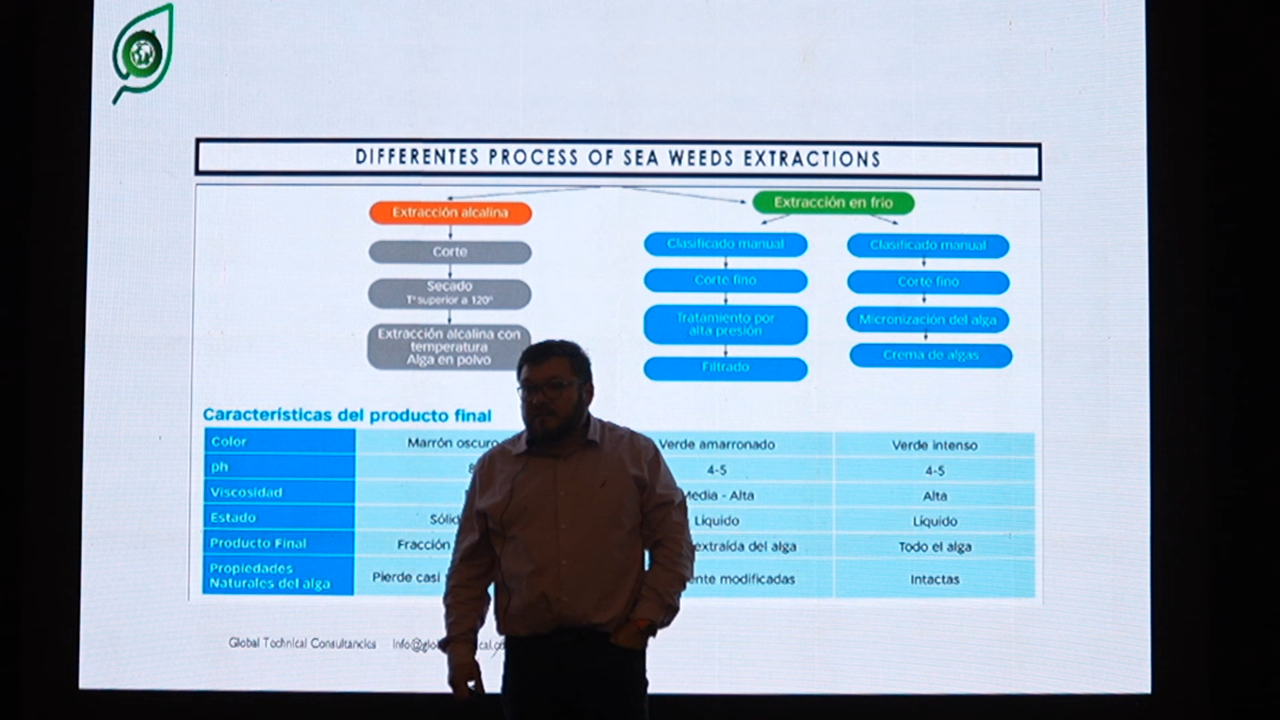 DIFFERENTES PROCESS OF SEA WEEDS EXTRACTIONS
Extracción alcalina
Corte
Secado
Tº superior a 120º
Extracción alcalina con
temperatura
Alga en polvo
Extracción en frío
Clasificado manual
Corte fino
Tratamiento por
alta presión
Filtrado
Clasificado manual
Corte fino
Micronización del alga
Crema de algas
Características del producto final
Color Marrón oscuro Verde amarronado Verde intenso
ph 4-5 4-5
Viscosidad Media - Alta Alta
Estado Líquido Líquido
Producto Final Fracción extraída del alga Todo el alga
Propiedades
Naturales del alga Pierde casi modificadas Intactas
Global Technical Consultancies